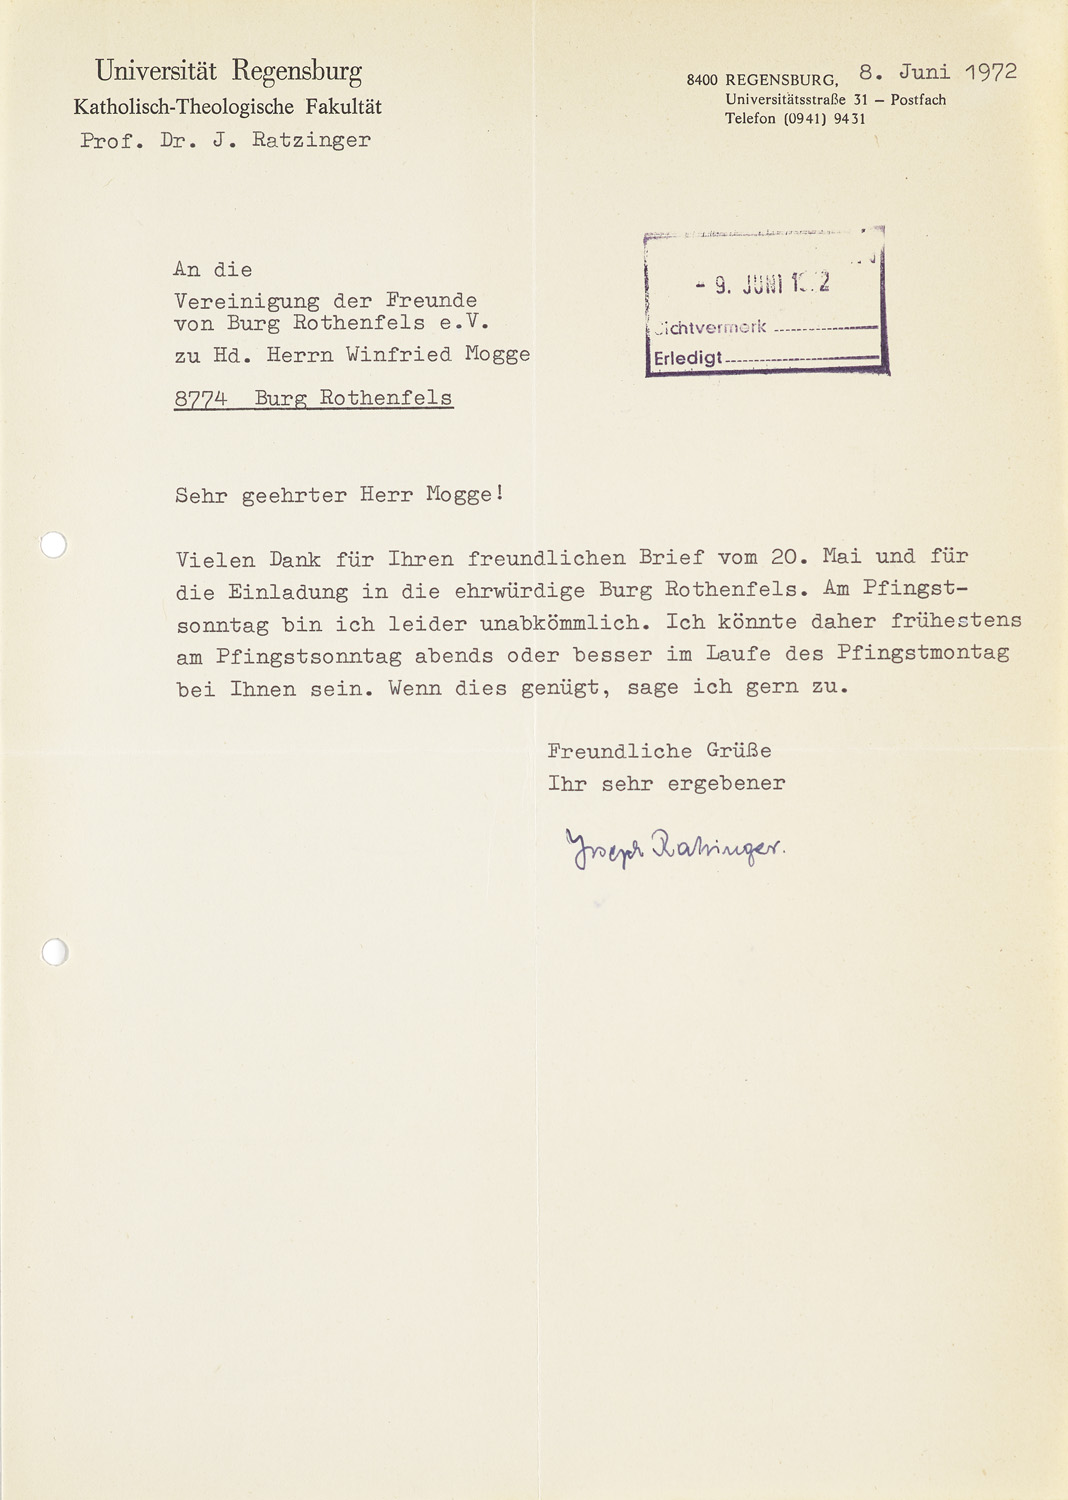 Universität Regensburg
Katholisch-Theologische Fakultät
Prof. Dr. J. Ratzinger
8400 REGENSBURG, 8. Juni 1972
Universitätsstraße 31 – Postfach
Telefon (0941) 9431
An die
Vereinigung der Freunde
von Burg Rothenfels e.V.
zu Hd. Herrn Winfried Mogge
8774 Burg Rothenfels
- 9. JUNI
Erledigt
Sehr geehrter Herr Mogge!
Vielen Dank für Ihren freundlichen Brief vom 20. Mai und für
die Einladung in die ehrwürdige Burg Rothenfels. Am Pfingst-
sonntag bin ich leider unabkömmlich. Ich könnte daher frühestens
am Pfingstsonntag abends oder besser im Laufe des Pfingstmontag
bei Ihnen sein. Wenn dies genügt, sage ich gern zu.
Freundliche Grüße
Ihr sehr ergebener
Joseph Ratzinger.